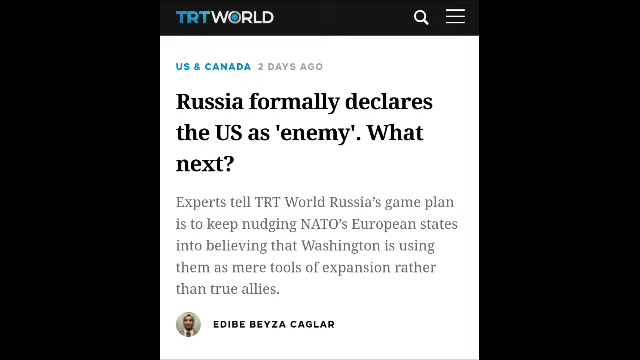 TRTWORLD
US & CANADA 2 DAYS AGO
Russia formally declares
the US as 'enemy'. What
next?
Experts tell TRT World Russia's game plan
is to keep nudging NATO's European states
into believing that Washington is using
them as mere tools of expansion rather
than true allies.
EDIBE BEYZA CAGLAR